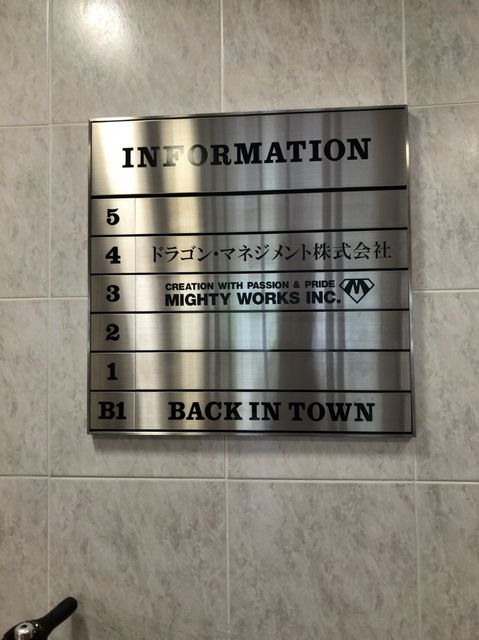 INFORMATION
5
4 ドラゴン・マネジメント株式会社
3 CREATION WITH PASSION & PRIDE
MIGHTY WORKS INC. M
2
1
B1 BACK IN TOWN